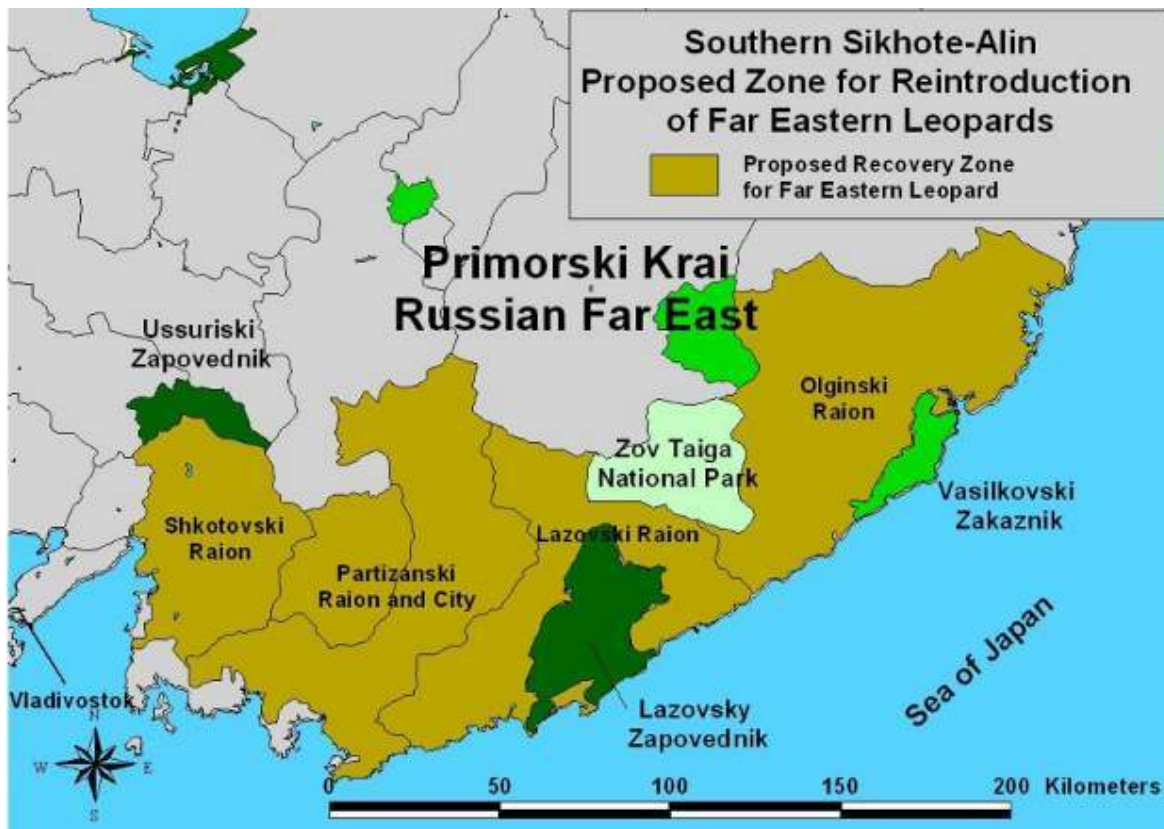 Southern Sikhote-Alin
Proposed Zone for Reintroduction
of Far Eastern Leopards
Proposed Recovery Zone
for Far Eastern Leopard
Primorski Krai
Russian Far East
Ussuriski
Zapovednik
Olginski
Raion
Zov Taiga
National Park
Vasilkovski
Zakaznik
Shkotovski
Raion
Lazovski Raion
Partizanski
Raion and City
Sea of Japan
Vladivostok
Lazovsky
Zapovednik
N
W E
S
0 50 100 150 200 Kilometers